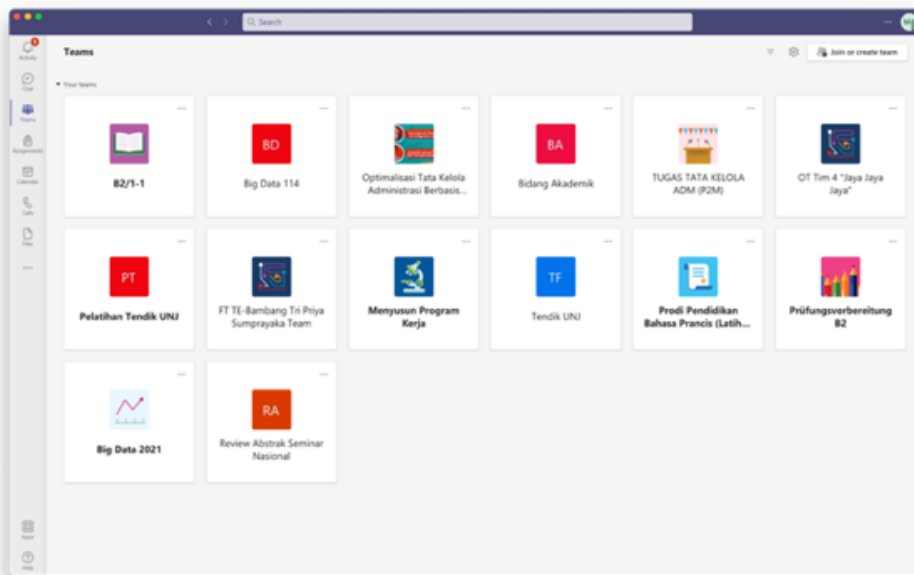 Search
Activity
Chat
Teams
Assignments
Calendar
Calls
Files
Apps
Help
Teams
Join or create team
Your teams
B2/1-1
BD
Big Data 114
Optimalisasi Tata Kelola
Administrasi Berbasis...
BA
Bidang Akademik
TUGAS TATA KELOLA
ADM (P2M)
OT Tim 4 "Jaya Jaya
Jaya"
PT
Pelatihan Tendik UNJ
FT TE-Bambang Tri Priya
Sumprayaka Team
Menyusun Program
Kerja
TF
Tendik UNJ
Prodi Pendidikan
Bahasa Prancis (Latih...
Prüfungsvorbereitung
B2
Big Data 2021
RA
Review Abstrak Seminar
Nasional